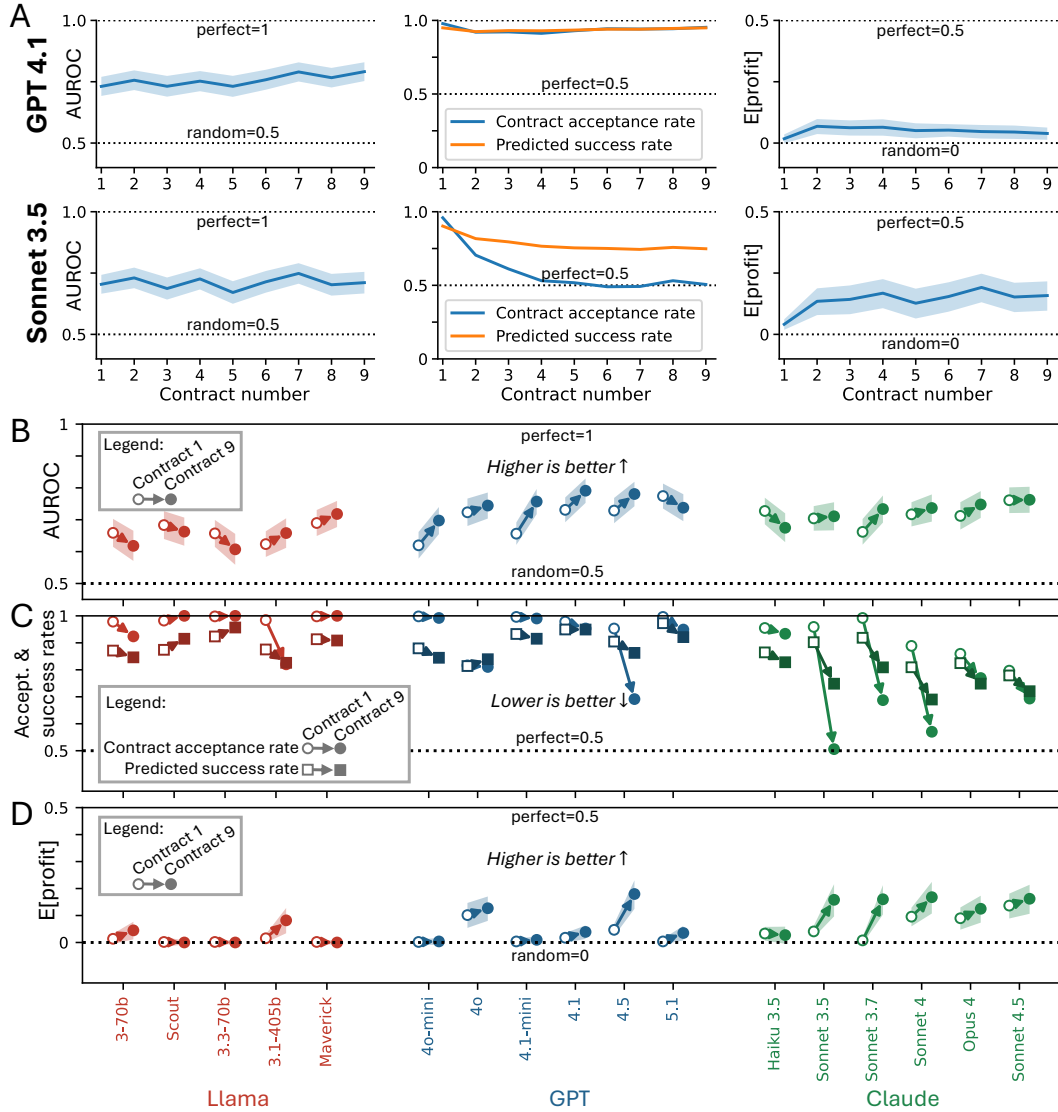 A
GPT 4.1
AUROC
1.0
0.5
perfect=1
random=0.5
1 2 3 4 5 6 7 8 9
1.0
0.5
0
perfect=0.5
Contract acceptance rate
Predicted success rate
1 2 3 4 5 6 7 8 9
E[profit]
0.5
0
perfect=0.5
random=0
1 2 3 4 5 6 7 8 9
Sonnet 3.5
AUROC
1.0
0.5
perfect=1
random=0.5
1 2 3 4 5 6 7 8 9
Contract number
1.0
0.5
0
perfect=0.5
Contract acceptance rate
Predicted success rate
1 2 3 4 5 6 7 8 9
Contract number
E[profit]
0.5
0
perfect=0.5
random=0
1 2 3 4 5 6 7 8 9
Contract number
B
AUROC
1
0.5
Legend:
Contract 1
Contract 9
perfect=1
Higher is better ↑
random=0.5
C
Accept. &
success rates
1
0.5
Legend:
Contract 1
Contract 9
Contract acceptance rate
Predicted success rate
Lower is better ↓
perfect=0.5
D
E[profit]
0.5
0
Legend:
Contract 1
Contract 9
perfect=0.5
Higher is better ↑
random=0
3-70b
Scout
3.3-70b
3.1-405b
Maverick
4o-mini
4o
4.1-mini
4.1
4.5
5.1
Haiku 3.5
Sonnet 3.5
Sonnet 3.7
Sonnet 4
Opus 4
Sonnet 4.5
Llama
GPT
Claude